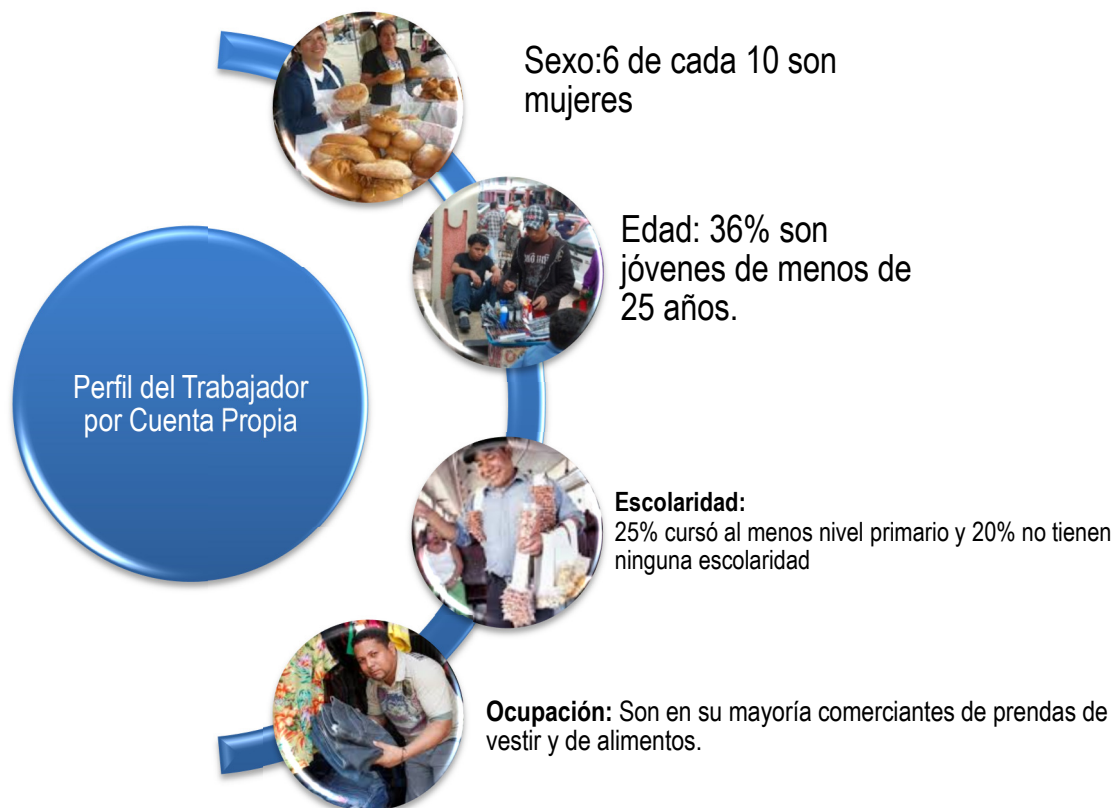 Sexo:6 de cada 10 son
mujeres
Edad: 36% son
jóvenes de menos de
25 años.
Perfil del Trabajador
por Cuenta Propia
Escolaridad:
25% cursó al menos nivel primario y 20% no tienen
ninguna escolaridad
Ocupación: Son en su mayoría comerciantes de prendas de
vestir y de alimentos.